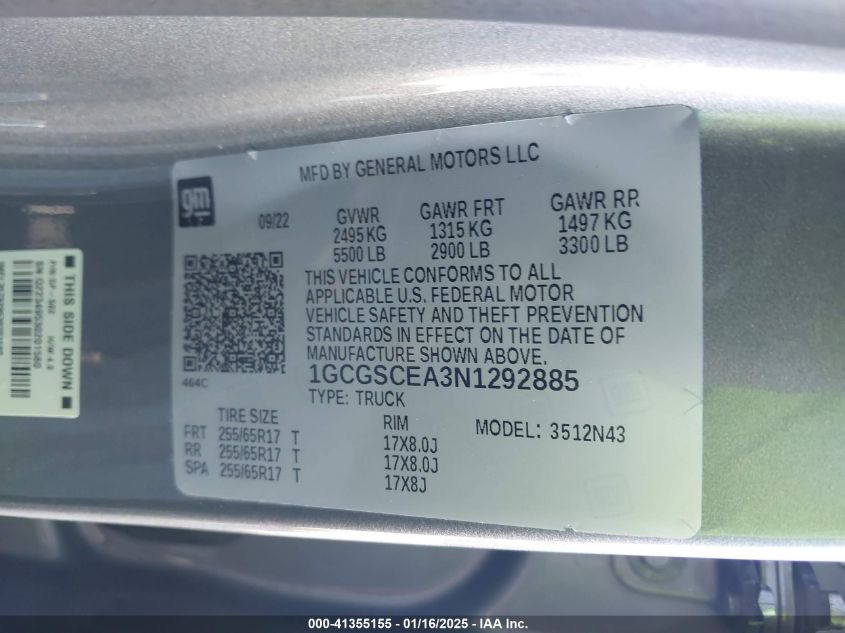 MFD BY GENERAL MOTORS LLC
gm
09/22
GVWR GAWR FRT GAWR RR
2495 KG 1315 KG 1497 KG
5500 LB 2900 LB 3300 LB
THIS VEHICLE CONFORMS TO ALL
APPLICABLE U.S. FEDERAL MOTOR
VEHICLE SAFETY AND THEFT PREVENTION
STANDARDS IN EFFECT ON THE DATE OF
MANUFACTURE SHOWN ABOVE.
464C
1GCGSCEA3N1292885
TYPE: TRUCK
TIRE SIZE RIM MODEL: 3512N43
FRT 255/65R17 T 17X8.0J
RR 255/65R17 T 17X8.0J
SPA 255/65R17 T 17X8J
THIS SIDE DOWN
000-41355155 - 01/16/2025 - IAA Inc.